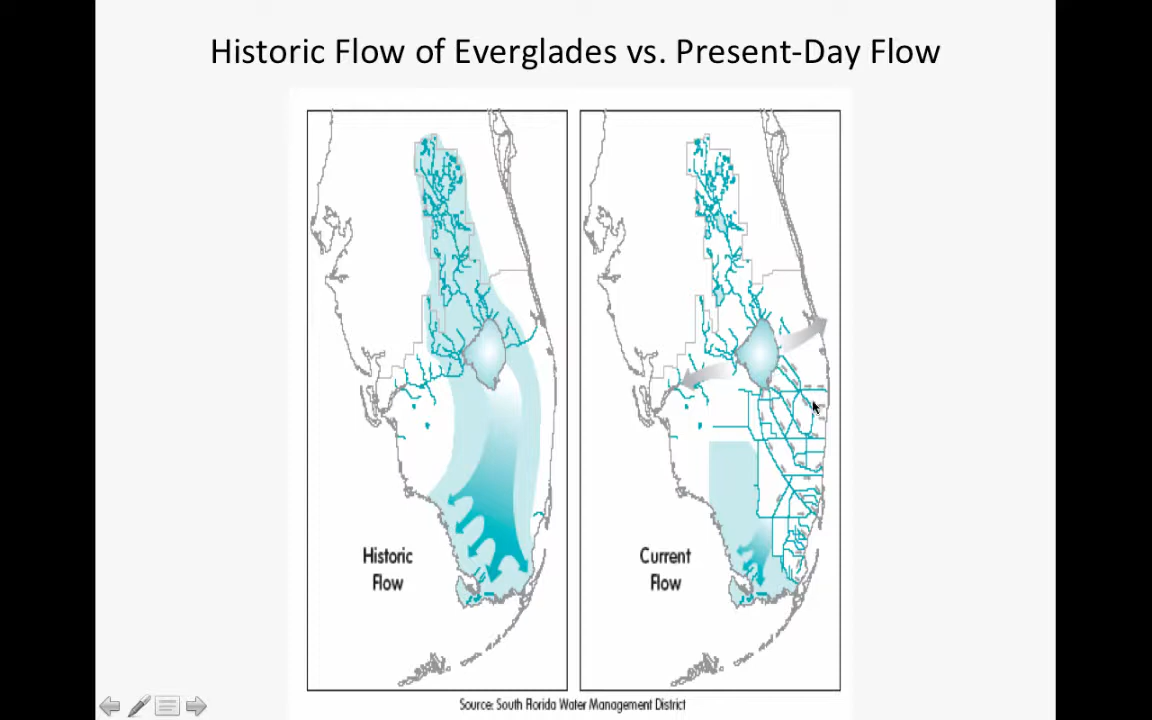 Historic Flow of Everglades vs. Present-Day Flow
Historic
Flow
Current
Flow
Source: South Florida Water Management District